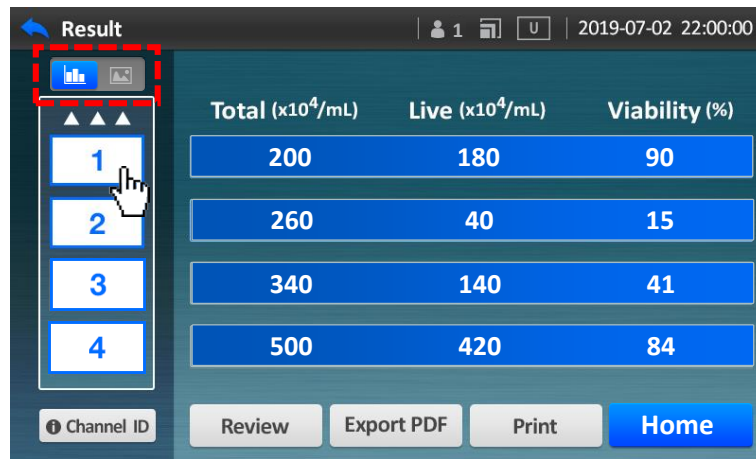 Result 1 U 2019-07-02 22:00:00
Total (x10⁴/mL) Live (x10⁴/mL) Viability (%)
1 200 180 90
2 260 40 15
3 340 140 41
4 500 420 84
Channel ID Review Export PDF Print Home